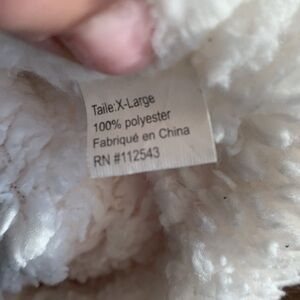 Taile:X-Large
100% polyester
Fabriqué en China
RN #112543